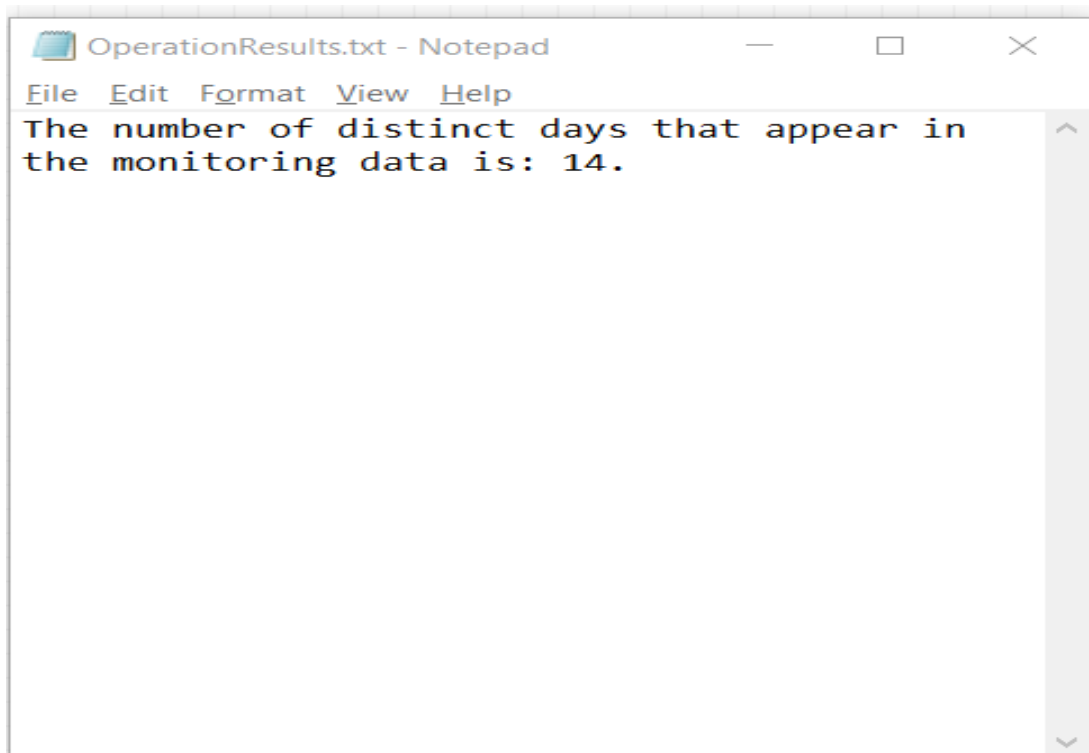 OperationResults.txt - Notepad
File Edit Format View Help
The number of distinct days that appear in
the monitoring data is: 14.